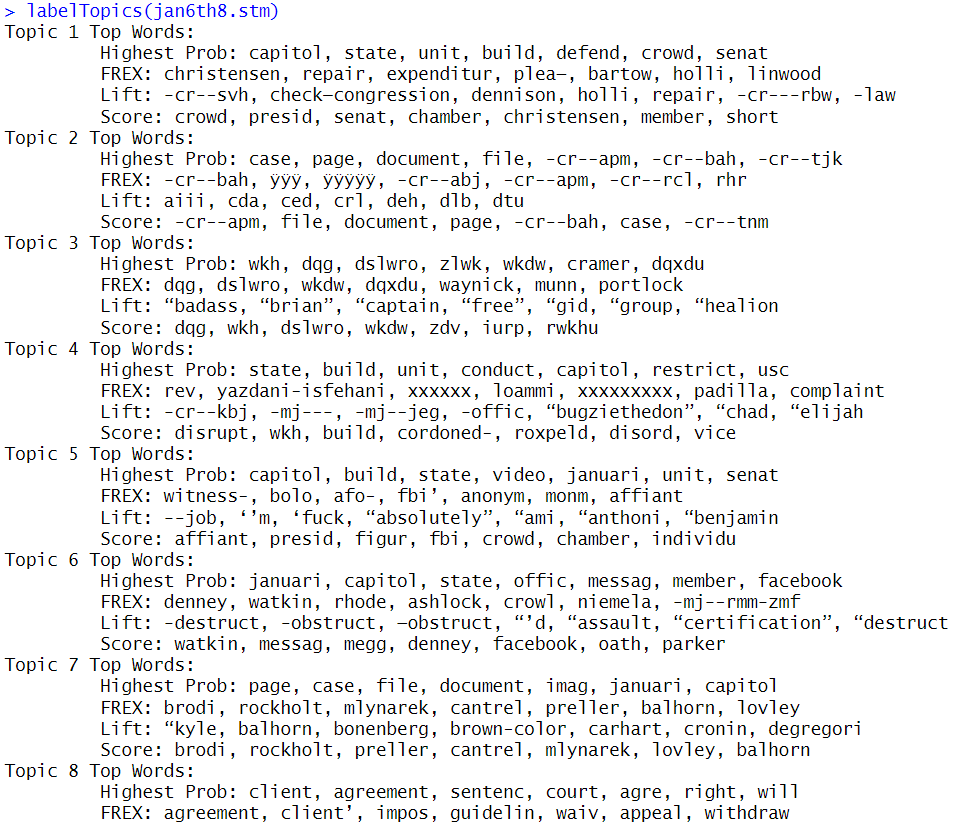 > labelTopics(jan6th8.stm)
Topic 1 Top Words:
Highest Prob: capitol, state, unit, build, defend, crowd, senat
FREX: christensen, repair, expenditur, plea—, bartow, holli, linwood
Lift: -cr--svh, check—congression, dennison, holli, repair, -cr---rbw, -law
Score: crowd, presid, senat, chamber, christensen, member, short
Topic 2 Top Words:
Highest Prob: case, page, document, file, -cr--apm, -cr--bah, -cr--tjk
FREX: -cr--bah, ÿÿÿ, ÿÿÿÿÿ, -cr--abj, -cr--apm, -cr--rcl, rhr
Lift: aiii, cda, ced, crl, deh, dlb, dtu
Score: -cr--apm, file, document, page, -cr--bah, case, -cr--tnm
Topic 3 Top Words:
Highest Prob: wkh, dqg, dslwro, zlwk, wkdw, cramer, dqxdu
FREX: dqg, dslwro, wkdw, dqxdu, waynick, munn, portlock
Lift: “badass, “brian”, “captain, “free”, “gid, “group, “healion
Score: dqg, wkh, dslwro, wkdw, zdv, iurp, rwkhu
Topic 4 Top Words:
Highest Prob: state, build, unit, conduct, capitol, restrict, usc
FREX: rev, yazdani-isfehani, xxxxxx, loammi, xxxxxxxxx, padilla, complaint
Lift: -cr--kbj, -mj---, -mj--jeg, -offic, “bugziethedon”, “chad, “elijah
Score: disrupt, wkh, build, cordoned-, roxpeld, disord, vice
Topic 5 Top Words:
Highest Prob: capitol, build, state, video, januari, unit, senat
FREX: witness-, bolo, afo-, fbi’, anonym, monm, affiant
Lift: --job, ‘’m, ‘fuck, “absolutely”, “ami, “anthoni, “benjamin
Score: affiant, presid, figur, fbi, crowd, chamber, individu
Topic 6 Top Words:
Highest Prob: januari, capitol, state, offic, messag, member, facebook
FREX: denney, watkin, rhode, ashlock, crowl, niemela, -mj--rmm-zmf
Lift: -destruct, -obstruct, —obstruct, “’d, “assault, “certification”, “destruct
Score: watkin, messag, megg, denney, facebook, oath, parker
Topic 7 Top Words:
Highest Prob: page, case, file, document, imag, januari, capitol
FREX: brodi, rockholt, mlynarek, cantrel, preller, balhorn, lovley
Lift: “kyle, balhorn, bonenberg, brown-color, carhart, cronin, degregori
Score: brodi, rockholt, preller, cantrel, mlynarek, lovley, balhorn
Topic 8 Top Words:
Highest Prob: client, agreement, sentenc, court, agre, right, will
FREX: agreement, client’, impos, guidelin, waiv, appeal, withdraw